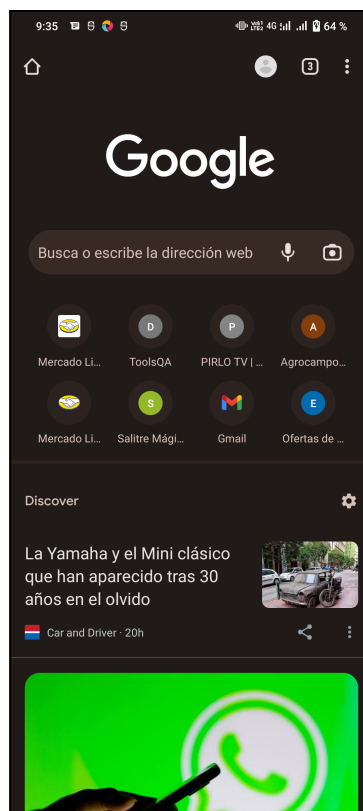 9:35
4G
64 %
3
Google
Busca o escribe la dirección web
D
P
A
Mercado Li...
ToolsQA
PIRLO TV | ...
Agrocampo...
S
E
Mercado Li...
Salitre Mági...
Gmail
Ofertas de ...
Discover
La Yamaha y el Mini clásico
que han aparecido tras 30
años en el olvido
Car and Driver · 20h